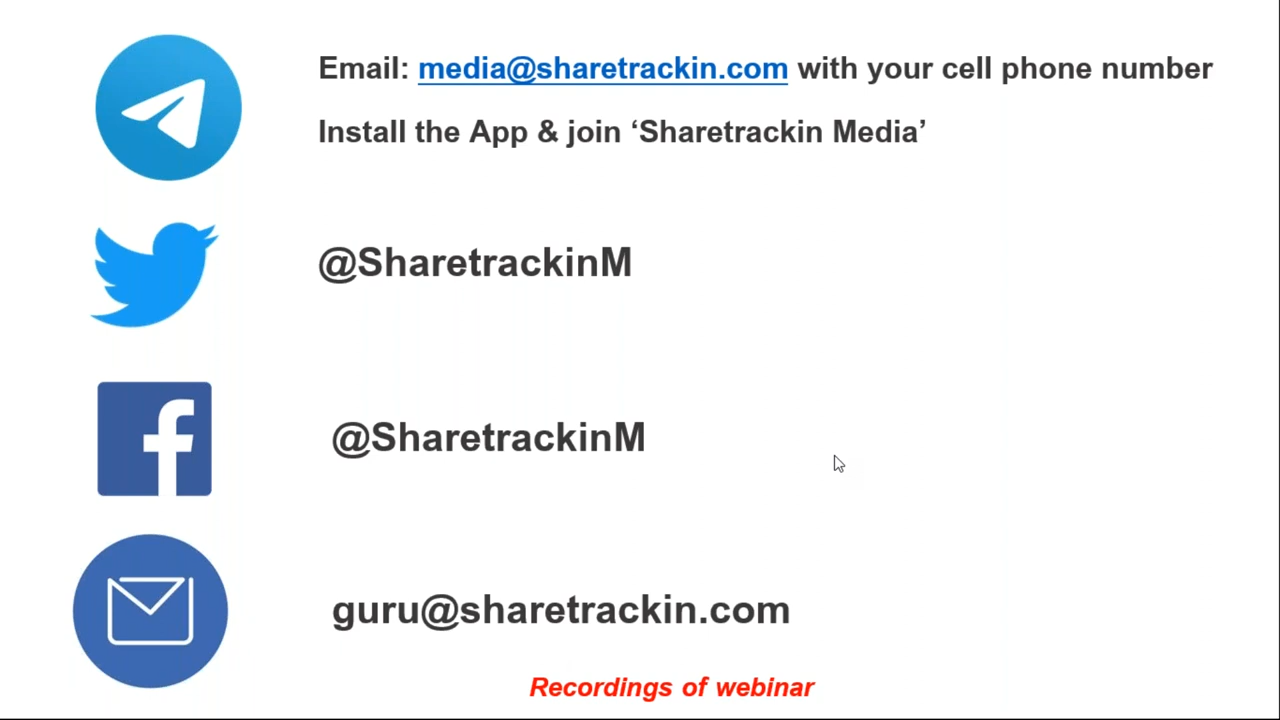 Email: media@sharetrackin.com with your cell phone number
Install the App & join ‘Sharetrackin Media’
@SharetrackinM
@SharetrackinM
guru@sharetrackin.com
Recordings of webinar